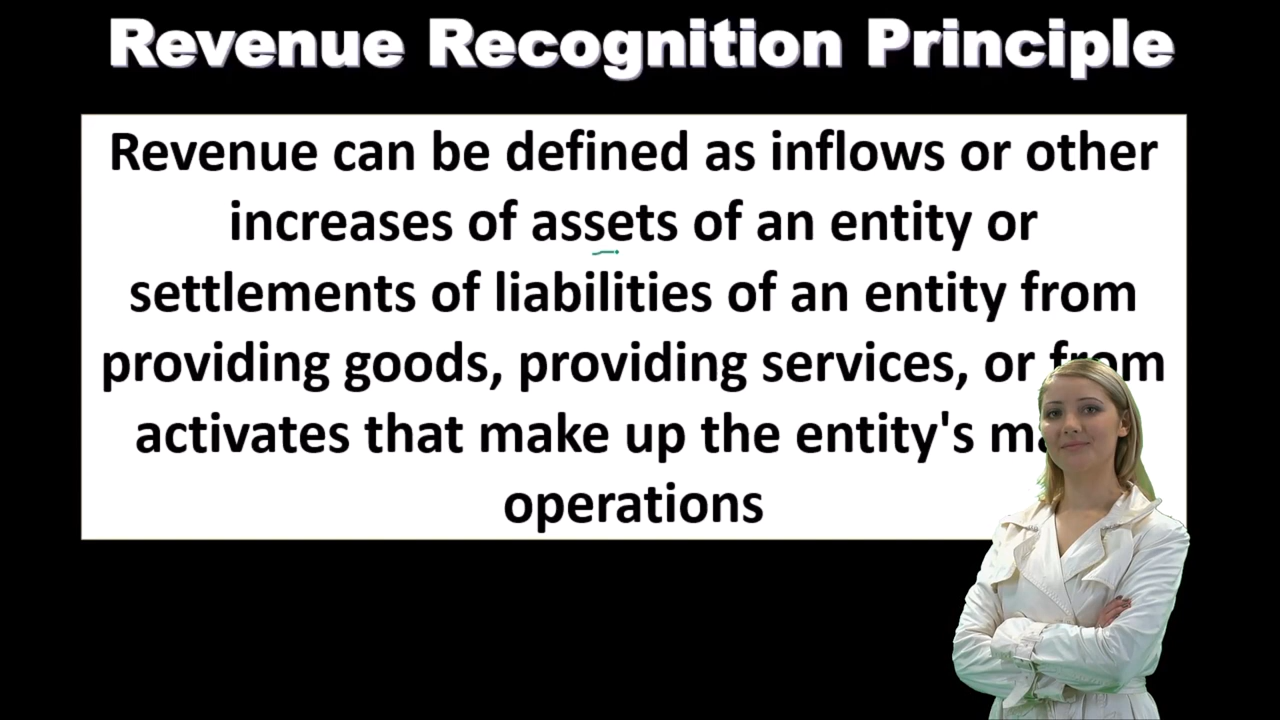 Revenue Recognition Principle
Revenue can be defined as inflows or other
increases of assets of an entity or
settlements of liabilities of an entity from
providing goods, providing services, or from
activates that make up the entity's
operations